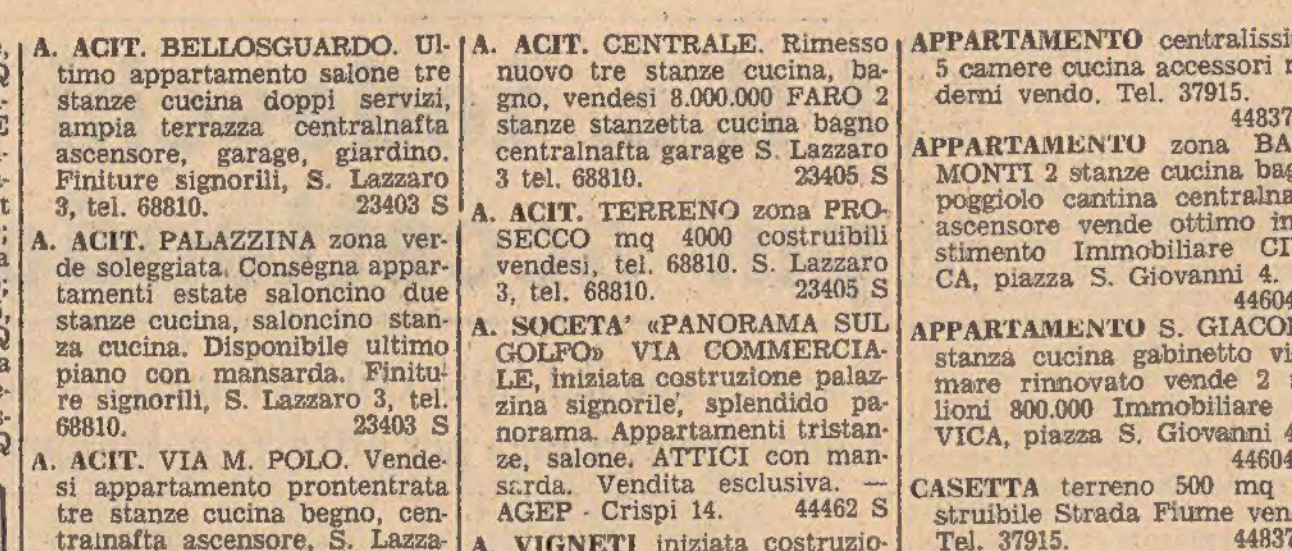 A. ACIT. BELLOSGUARDO. Ul-
timo appartamento salone tre
stanze cucina doppi servizi,
ampia terrazza centralnafta
ascensore, garage, giardino.
Finiture signorili, S. Lazzaro
3, tel. 68810. 23403 S
A. ACIT. PALAZZINA zona ver-
de soleggiata. Consegna appar-
tamenti estate saloncino due
stanze cucina, saloncino stan-
za cucina. Disponibile ultimo
piano con mansarda. Finitu-
re signorili, S. Lazzaro 3, tel.
68810. 23403 S
A. ACIT. VIA M. POLO. Vende-
si appartamento prontentrata
tre stanze cucina begno, cen-
trainafta ascensore, S. Lazza-
A. ACIT. CENTRALE. Rimesso
nuovo tre stanze cucina, ba-
gno, vendesi 8.000.000 FARO 2
stanze stanzetta cucina bagno
centralnafta garage S. Lazzaro
3 tel. 68810. 23405 S
A. ACIT. TERRENO zona PRO-
SECCO mq 4000 costruibili
vendesi, tel. 68810. S. Lazzaro
3, tel. 68810. 23405 S
A. SOCETA' «PANORAMA SUL
GOLFO» VIA COMMERCIA-
LE, iniziata costruzione palaz-
zina signorile, splendido pa-
norama. Appartamenti tristan-
ze, salone. ATTICI con man-
sarda. Vendita esclusiva. —
AGEP - Crispi 14. 44462 S
A. VIGNETI iniziata costruzio-
APPARTAMENTO centralissi
5 camere cucina accessori
derni vendo. Tel. 37915.
44837
APPARTAMENTO zona BA
MONTI 2 stanze cucina bag
poggiolo cantina centralna
ascensore vende ottimo in
stimento Immobiliare CI
CA, piazza S. Giovanni 4.
44604
APPARTAMENTO S. GIACO
stanza cucina gabinetto vi
mare rinnovato vende 2
lioni 800.000 Immobiliare
VICA, piazza S. Giovanni 4
44604
CASETTA terreno 500 mq
struibile Strada Fiume ven
Tel. 37915. 44837